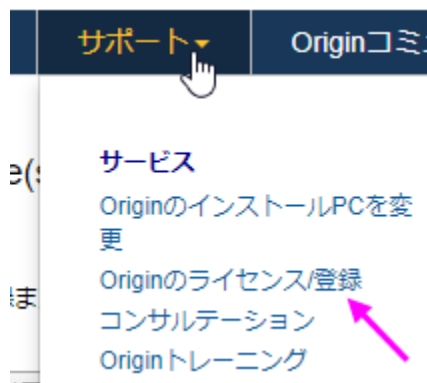 サポート Originコミ
サービス
OriginのインストールPCを変
更
Originのライセンス/登録
コンサルテーション
Originトレーニング